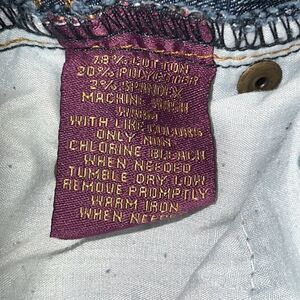 78% COTTON
20% POLYESTER
2% SPANDEX
MACHINE WASH
WARM
WITH LIKE COLORS
ONLY NON
CHLORINE BLEACH
WHEN NEEDED
TUMBLE DRY LOW
REMOVE PROMPTLY
WARM IRON
WHEN NEEDED